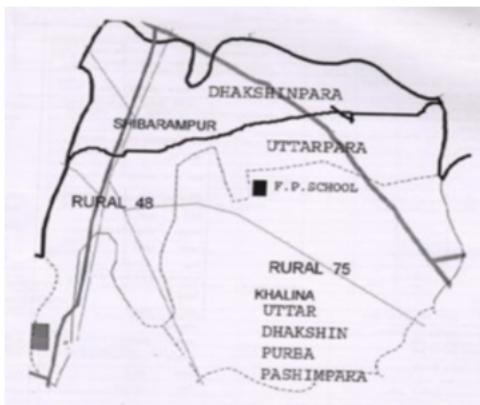 DHAKSHINPARA
SHIBARAMPUR
UTTARPARA
F.P.SCHOOL
RURAL 48
RURAL 75
KHALINA
UTTAR
DHAKSHIN
PURBA
PASHIMPARA